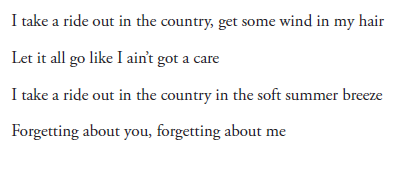 I take a ride out in the country, get some wind in my hair
Let it all go like I ain’t got a care
I take a ride out in the country in the soft summer breeze
Forgetting about you, forgetting about me